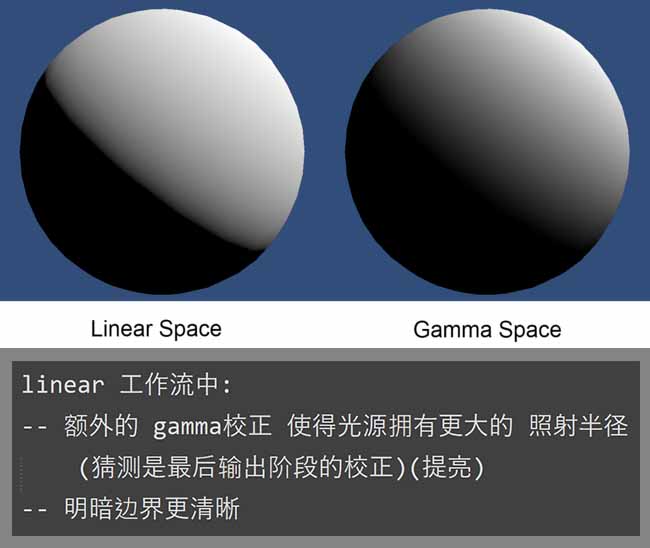 Linear Space
Gamma Space
linear 工作流中:
-- 额外的 gamma校正 使得光源拥有更大的 照射半径
(猜测是最后输出阶段的校正)(提亮)
-- 明暗边界更清晰